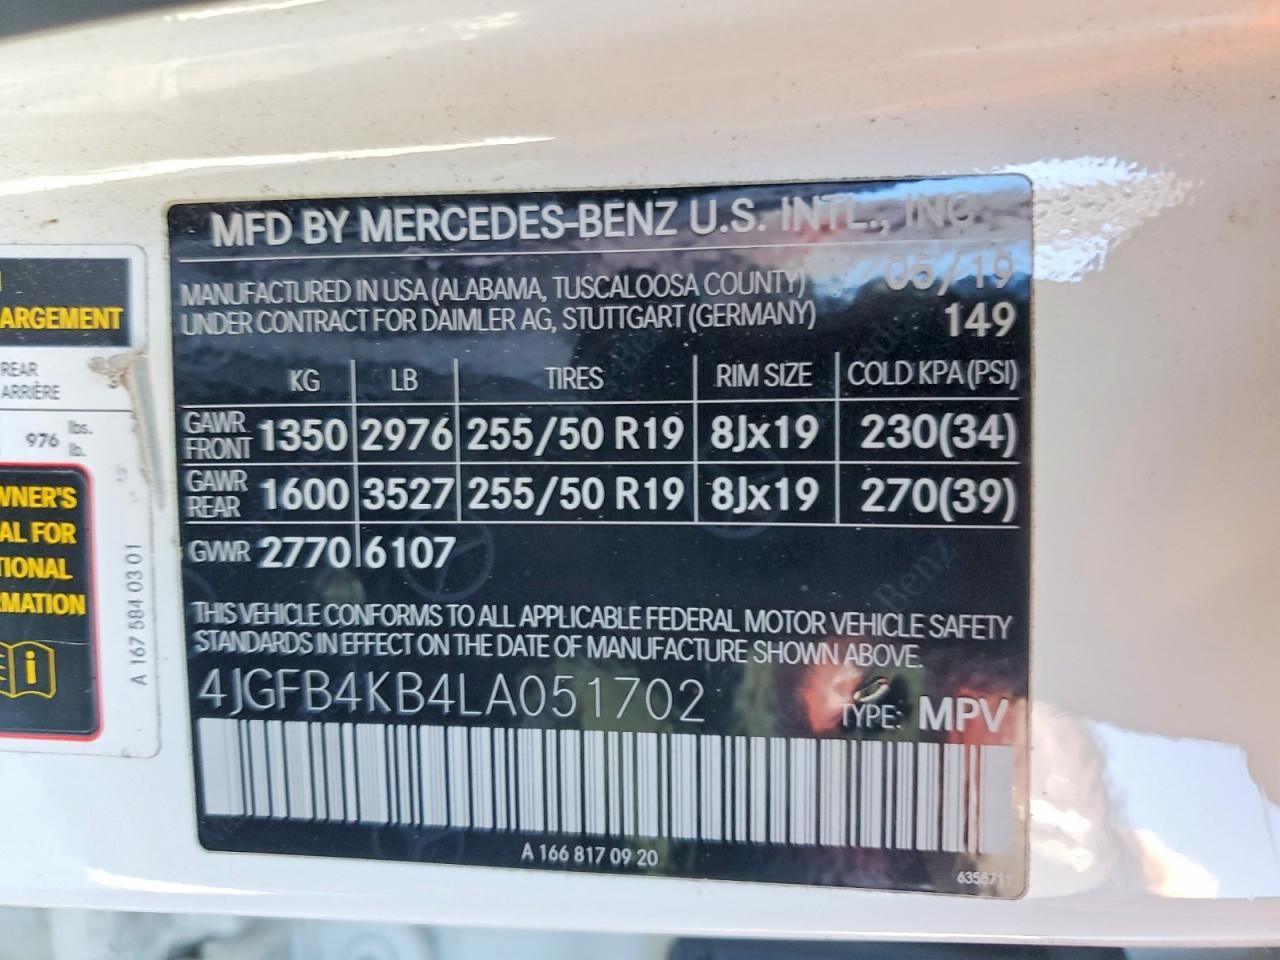 MFD BY MERCEDES-BENZ U.S. INTL., INC
MANUFACTURED IN USA (ALABAMA, TUSCALOOSA COUNTY) 05/19
UNDER CONTRACT FOR DAIMLER AG, STUTTGART (GERMANY) 149
KG LB TIRES RIM SIZE COLD KPA (PSI)
GAWR FRONT 1350 2976 255/50 R19 8Jx19 230(34)
GAWR REAR 1600 3527 255/50 R19 8Jx19 270(39)
GVWR 2770 6107
THIS VEHICLE CONFORMS TO ALL APPLICABLE FEDERAL MOTOR VEHICLE SAFETY
STANDARDS IN EFFECT ON THE DATE OF MANUFACTURE SHOWN ABOVE.
4JGFB4KB4LA051702
TYPE: MPV
A 166 817 09 20
ARGEMENT
REAR
ARRIÈRE
976 lbs.
lb.
WNER'S
AL FOR
TIONAL
RMATION
A 167 584 03 01